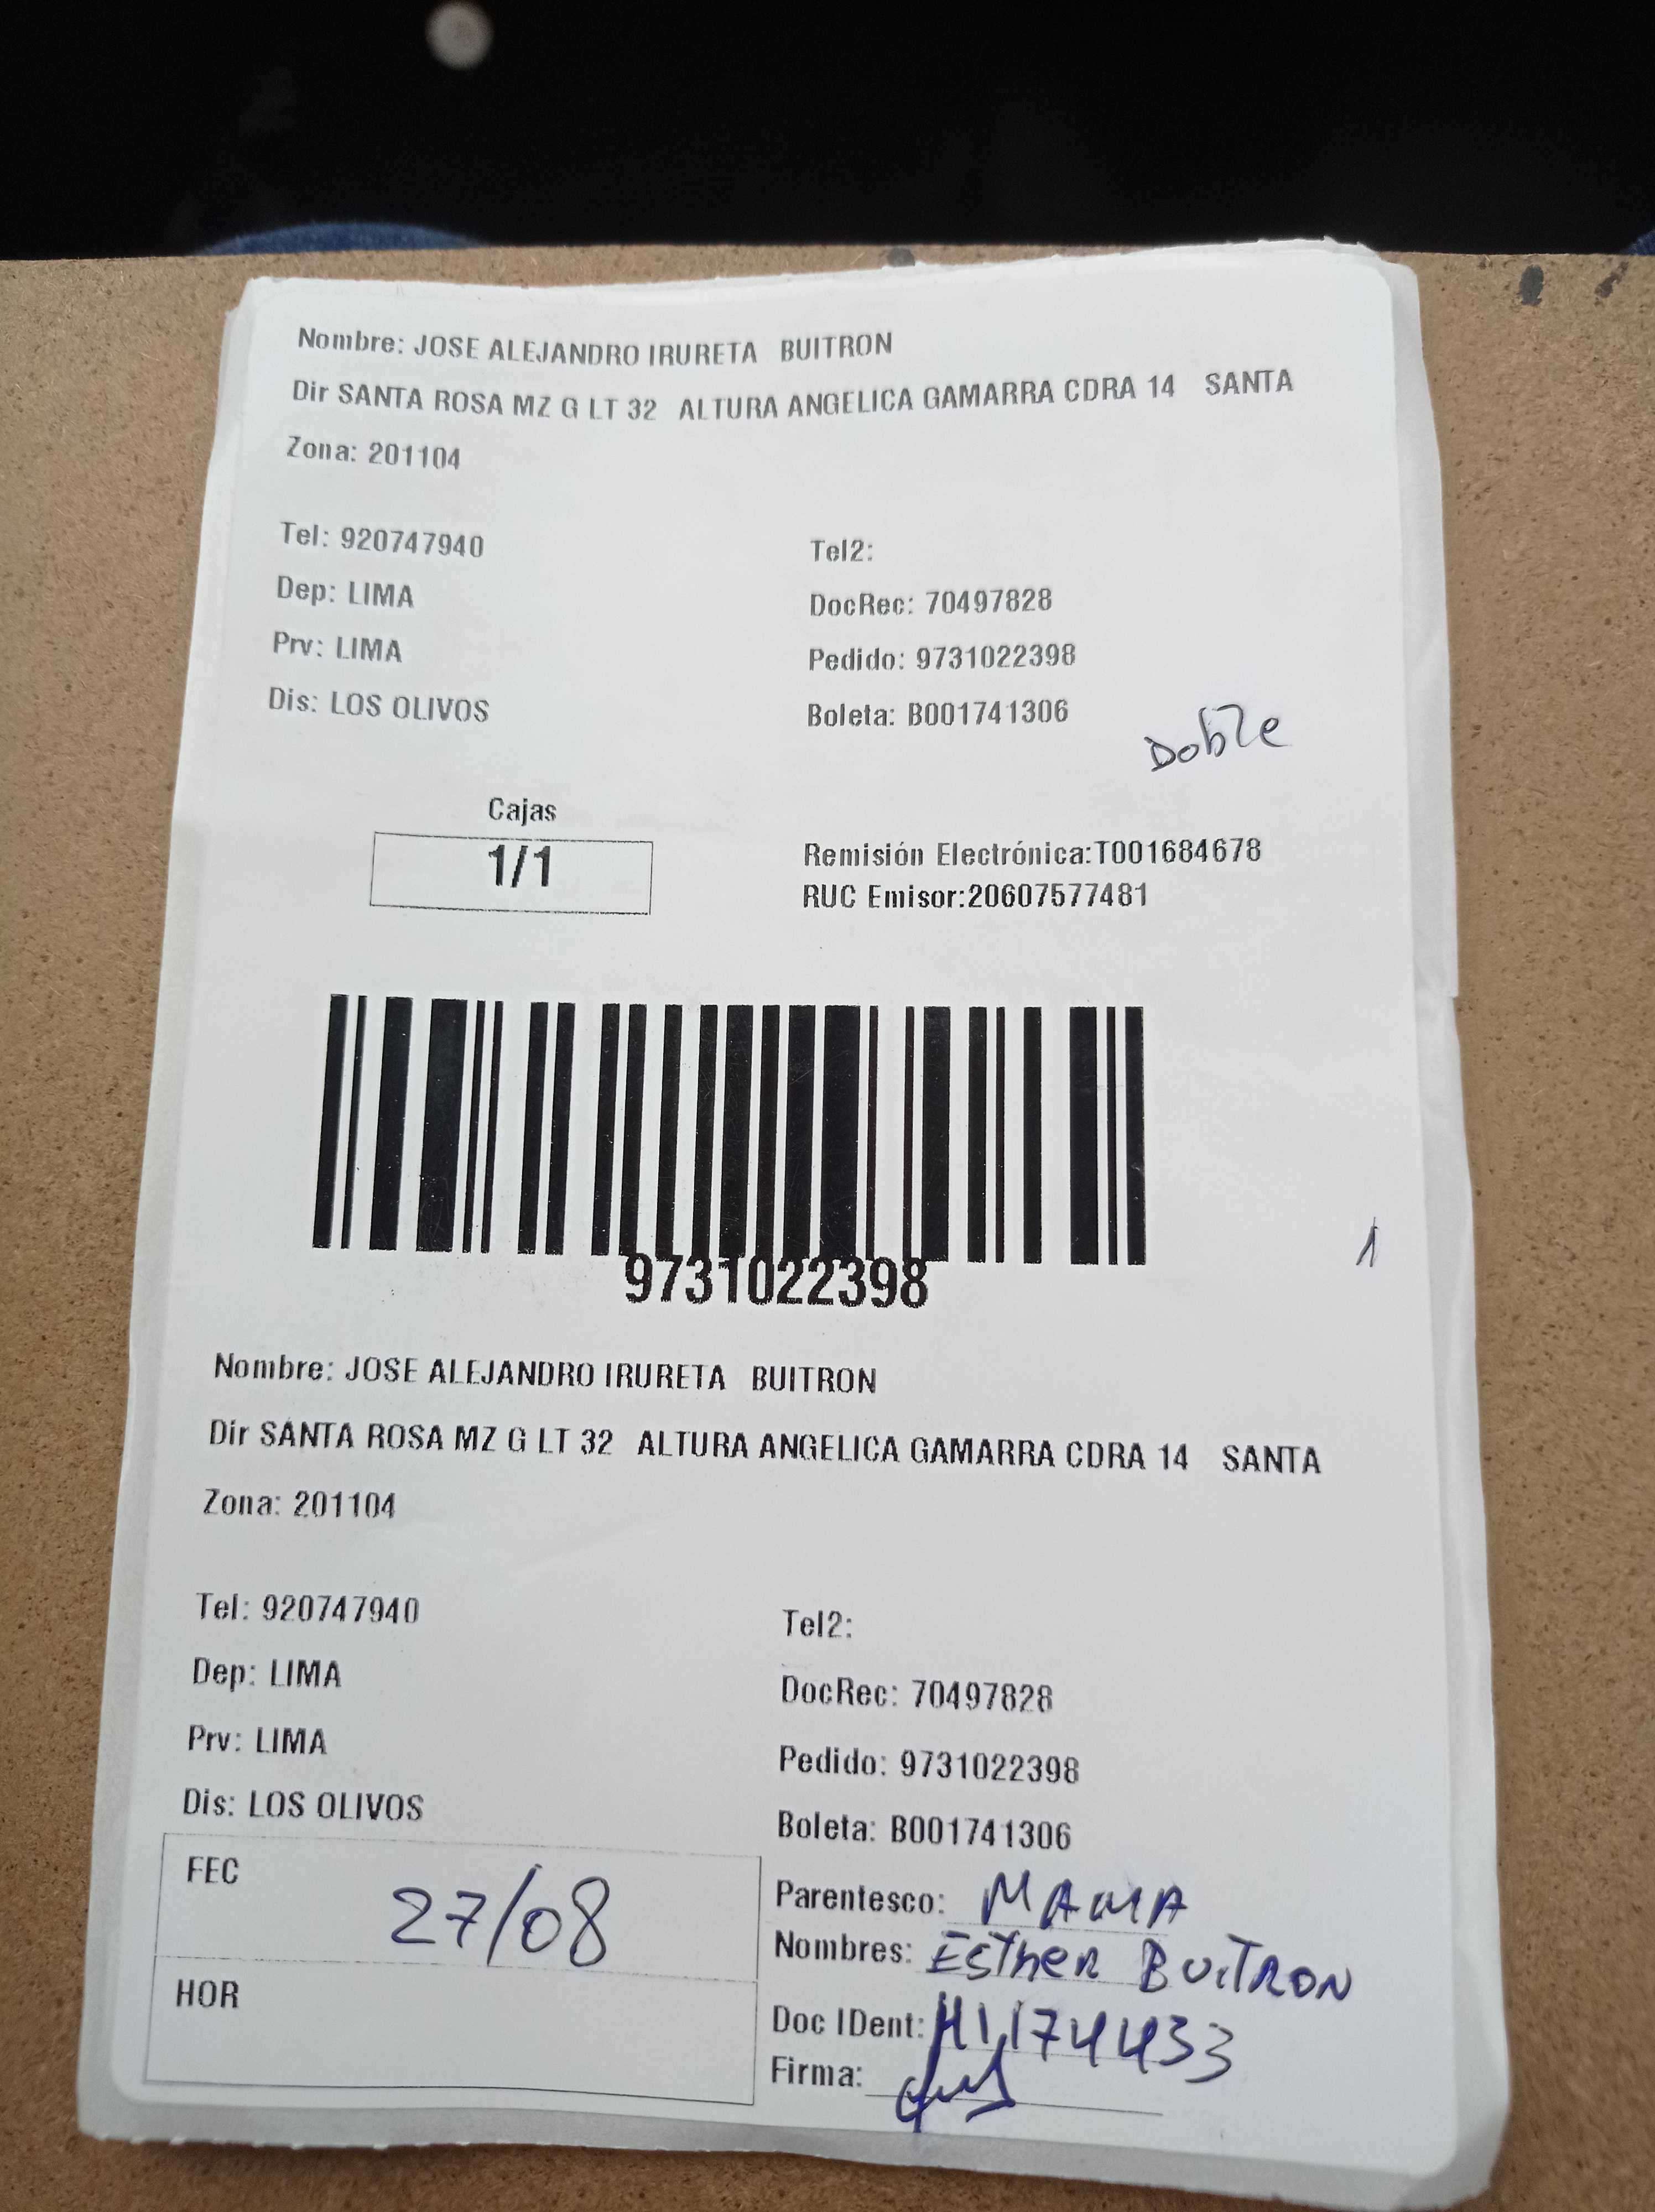 Nombre: JOSE ALEJANDRO IRURETA BUITRON
Dir SANTA ROSA MZ G LT 32 ALTURA ANGELICA GAMARRA CDRA 14 SANTA
Zona: 201104
Tel: 920747940 Tel2:
Dep: LIMA DocRec: 70497828
Prv: LIMA Pedido: 9731022398
Dis: LOS OLIVOS Boleta: B001741306
Doble
Cajas
1/1
Remisión Electrónica:T001684678
RUC Emisor:20607577481
9731022398
1
Nombre: JOSE ALEJANDRO IRURETA BUITRON
Dir SANTA ROSA MZ G LT 32 ALTURA ANGELICA GAMARRA CDRA 14 SANTA
Zona: 201104
Tel: 920747940 Tel2:
Dep: LIMA DocRec: 70497828
Prv: LIMA Pedido: 9731022398
Dis: LOS OLIVOS Boleta: B001741306
FEC 27/08 Parentesco: MAMA
Nombres: Esther BUITRON
HOR Doc IDent:
Firma: